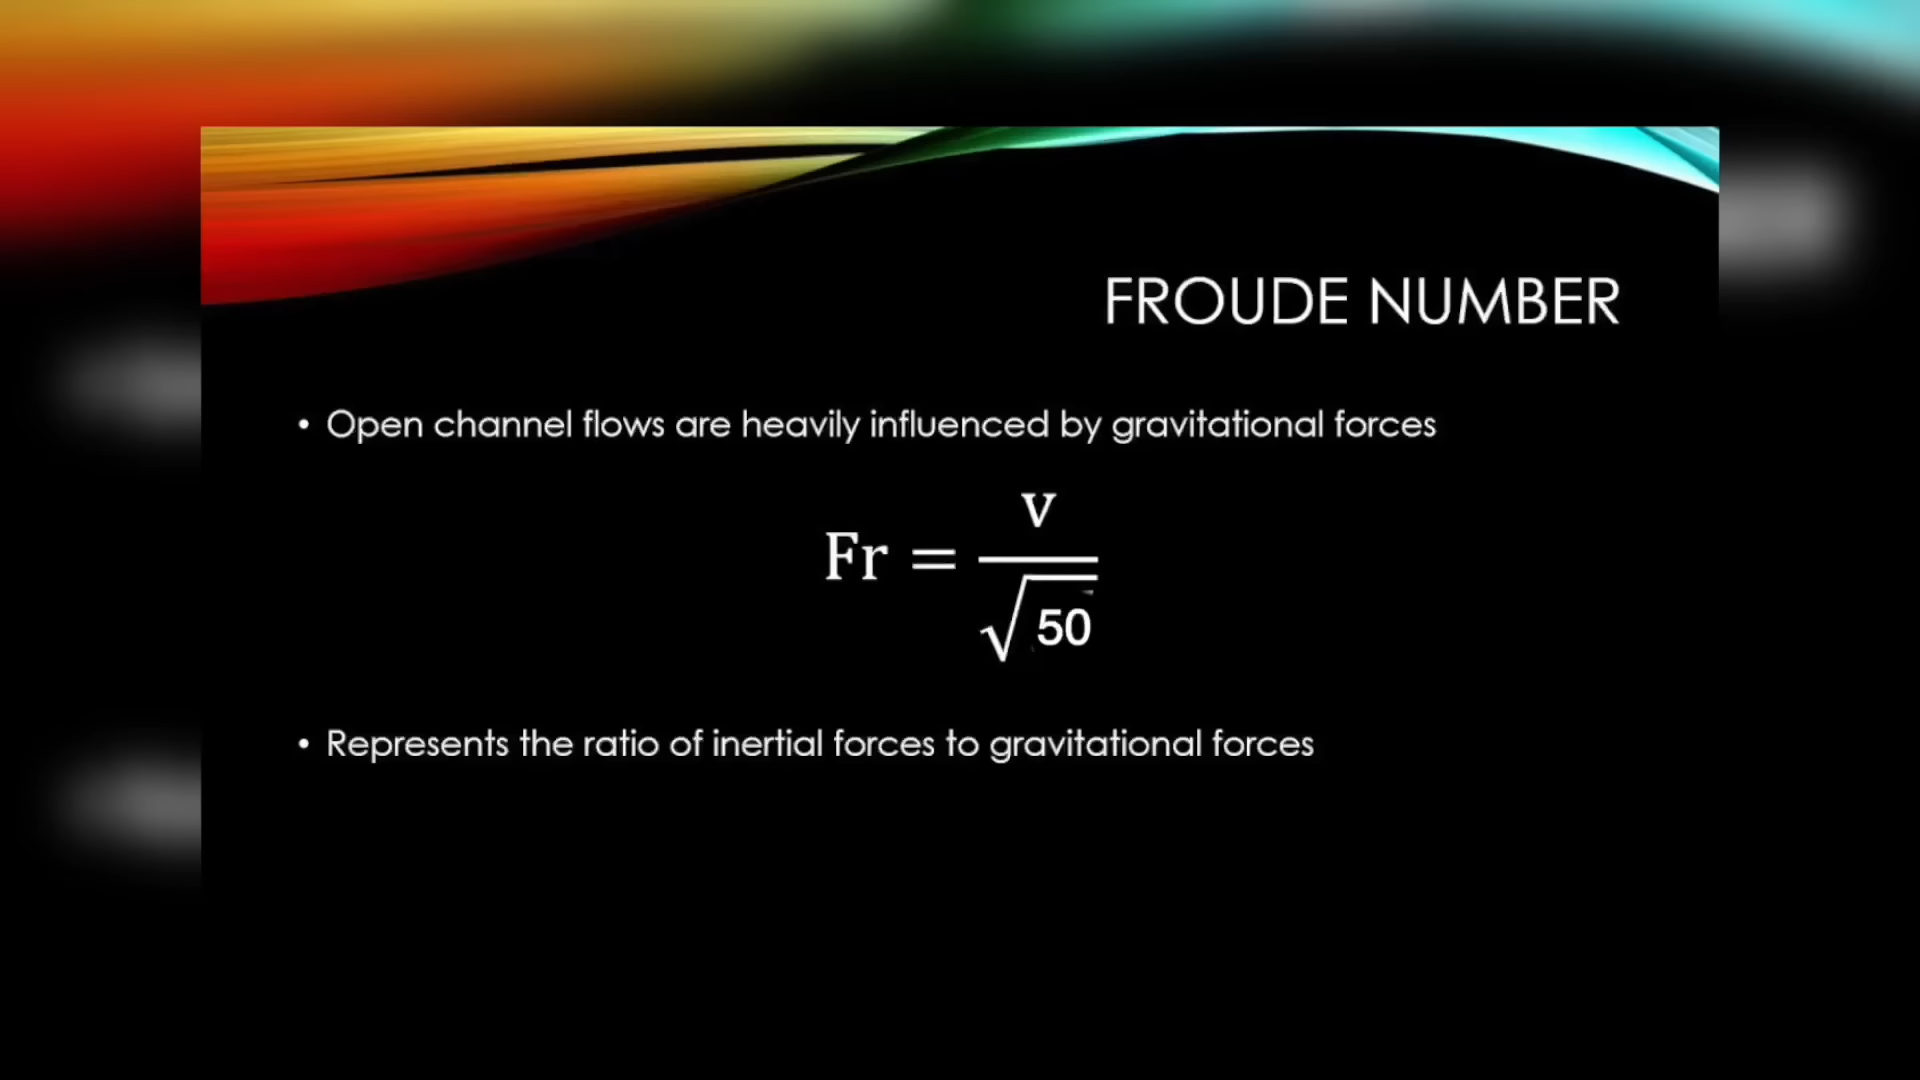 FROUDE NUMBER
• Open channel flows are heavily influenced by gravitational forces
Fr = v / √50
• Represents the ratio of inertial forces to gravitational forces